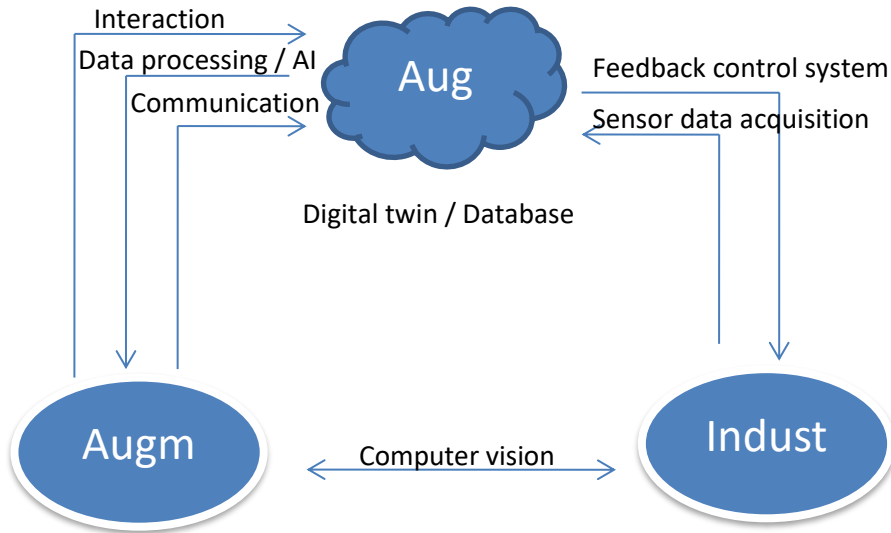 Interaction
Data processing / AI
Communication
Aug
Feedback control system
Sensor data acquisition
Digital twin / Database
Augm
Indust
Computer vision